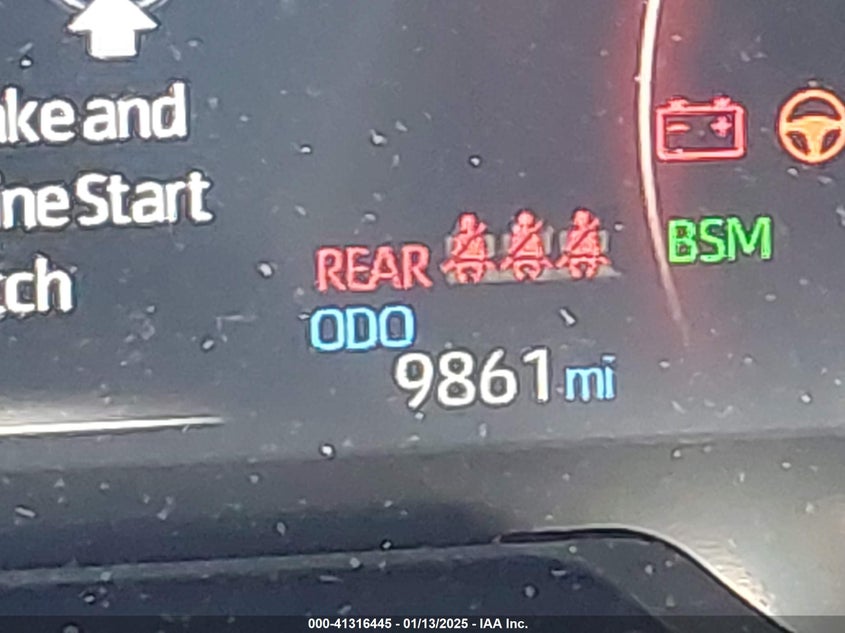 ake and
ine Start
tch
REAR
BSM
ODO
9861 mi
000-41316445 - 01/13/2025 - IAA Inc.